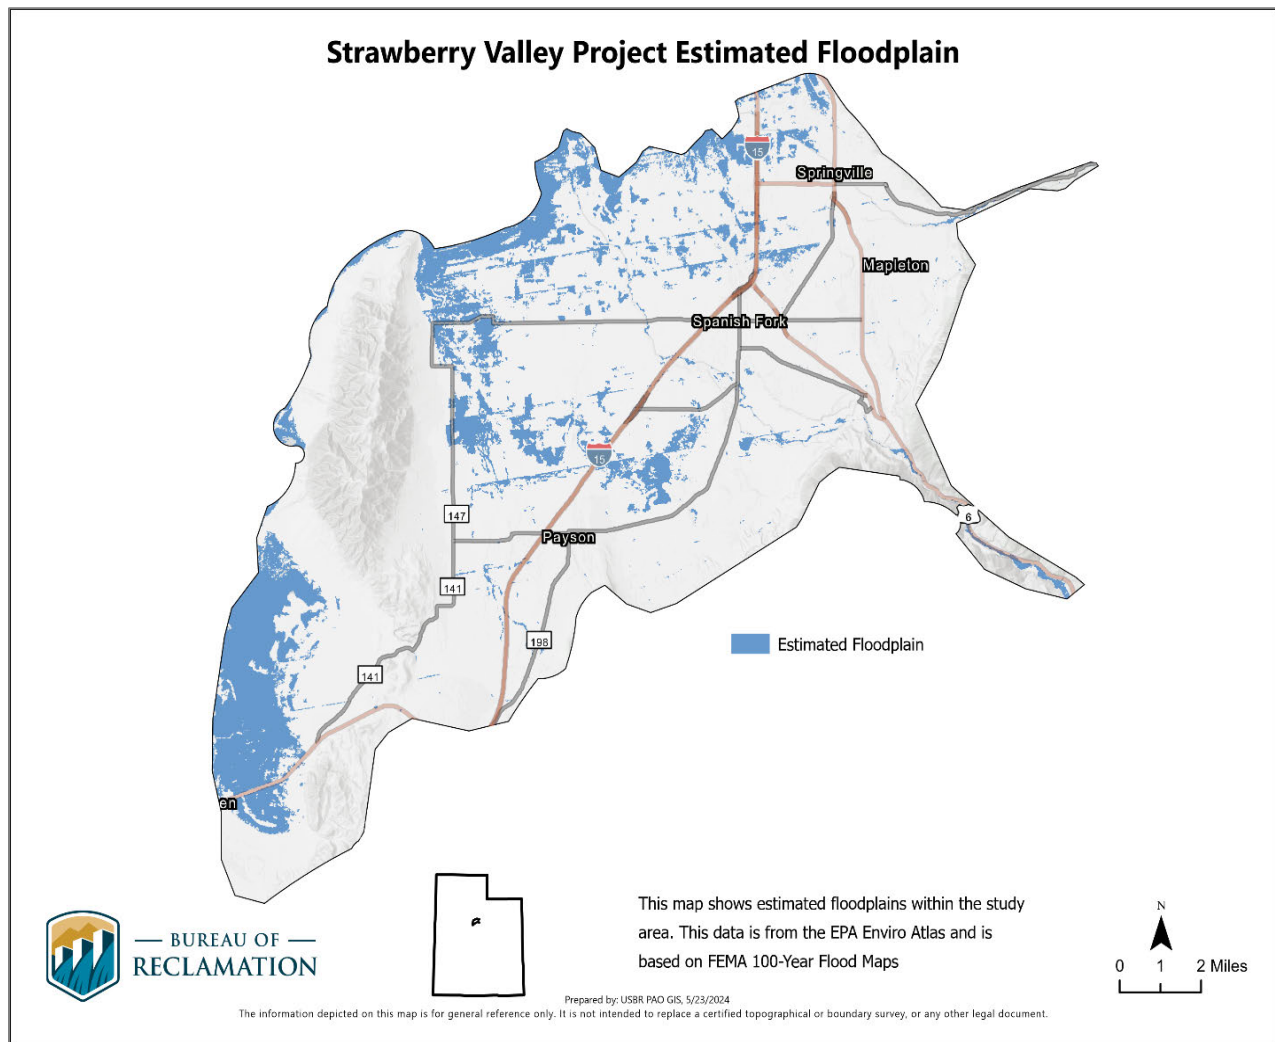 Strawberry Valley Project Estimated Floodplain
15
Springville
Mapleton
Spanish Fork
15
147
6
Payson
141
198
Estimated Floodplain
141
en
This map shows estimated floodplains within the study
area. This data is from the EPA Enviro Atlas and is
based on FEMA 100-Year Flood Maps
N
BUREAU OF
RECLAMATION
0 1 2 Miles
Prepared by: USBR PAO GIS, 5/23/2024
The information depicted on this map is for general reference only. It is not intended to replace a certified topographical or boundary survey, or any other legal document.